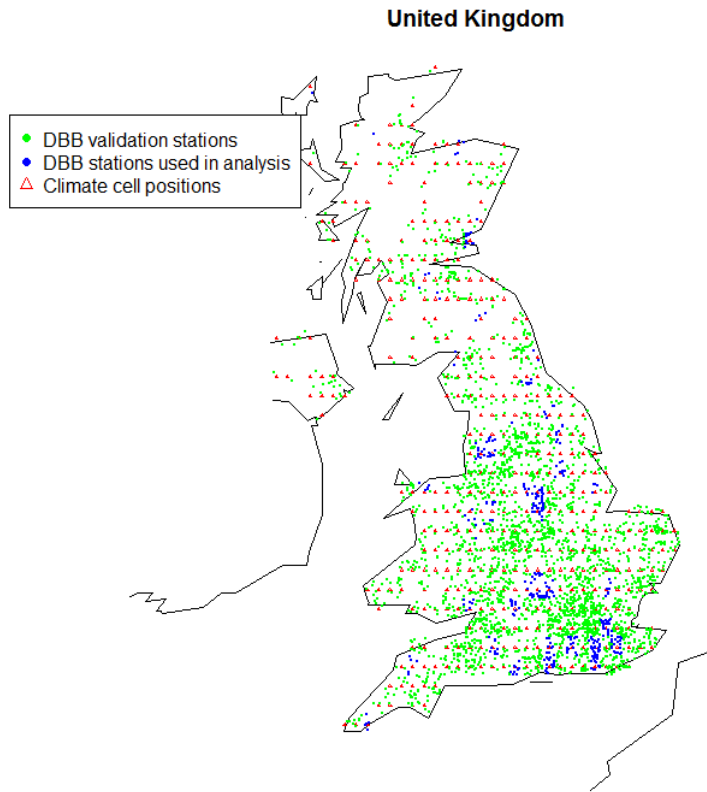 United Kingdom
DBB validation stations
DBB stations used in analysis
Climate cell positions